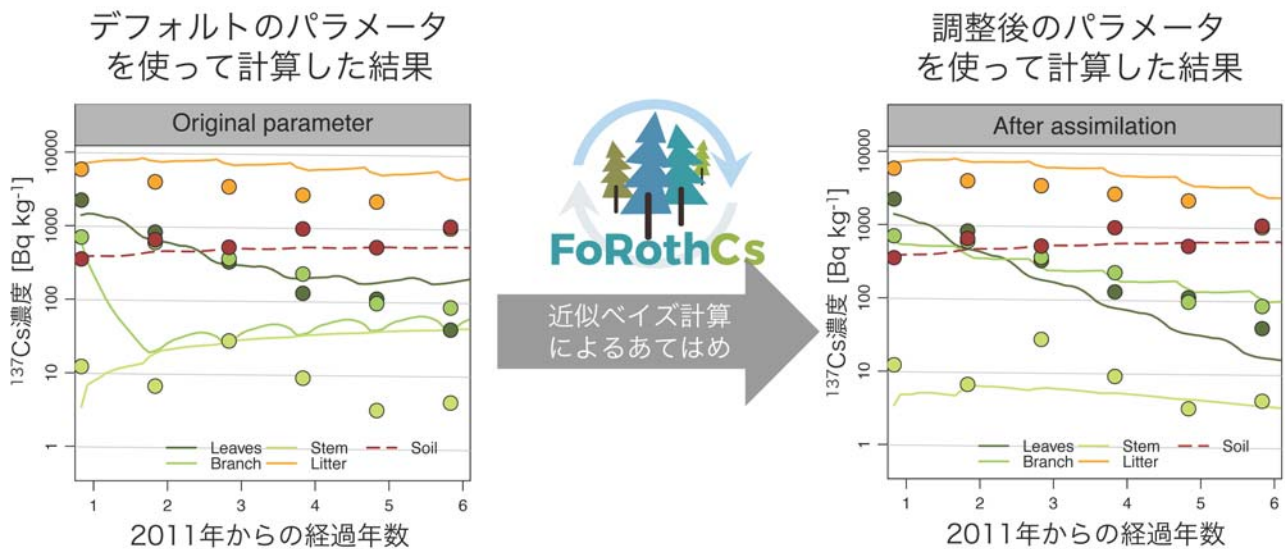 デフォルトのパラメータ
を使って計算した結果
Original parameter
137Cs濃度 [Bq kg-1]
10000
1000
100
10
1
Leaves
Stem
Soil
Branch
Litter
1 2 3 4 5 6
2011年からの経過年数
FoRothCs
近似ベイズ計算
によるあてはめ
調整後のパラメータ
を使って計算した結果
After assimilation
137Cs濃度 [Bq kg-1]
10000
1000
100
10
1
Leaves
Stem
Soil
Branch
Litter
1 2 3 4 5 6
2011年からの経過年数